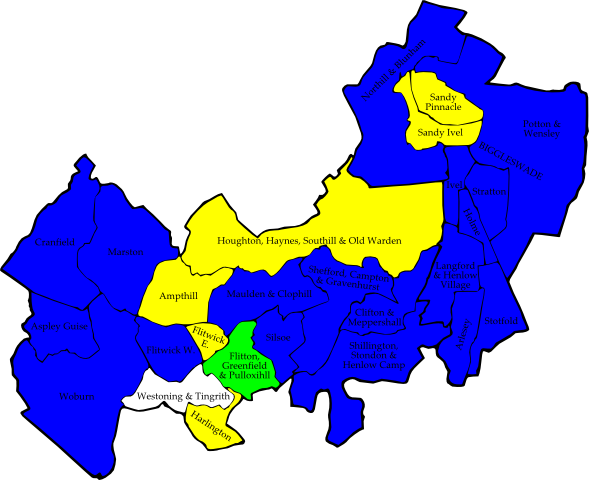 Northill & Blunham
Sandy
Pinnacle
Sandy Ivel
Potton &
Wensley
BIGGLESWADE
Ivel
Stratton
Holme
Cranfield
Marston
Houghton, Haynes, Southill & Old Warden
Shefford, Campton
& Gravenhurst
Langford
& Henlow
Village
Ampthill
Maulden & Clophill
Clifton &
Meppershall
Arlesey
Stotfold
Aspley Guise
Flitwick W.
Flitwick
E.
Silsoe
Flitton,
Greenfield
& Pulloxihll
Shillington,
Stondon &
Henlow Camp
Woburn
Westoning & Tingrith
Harlington